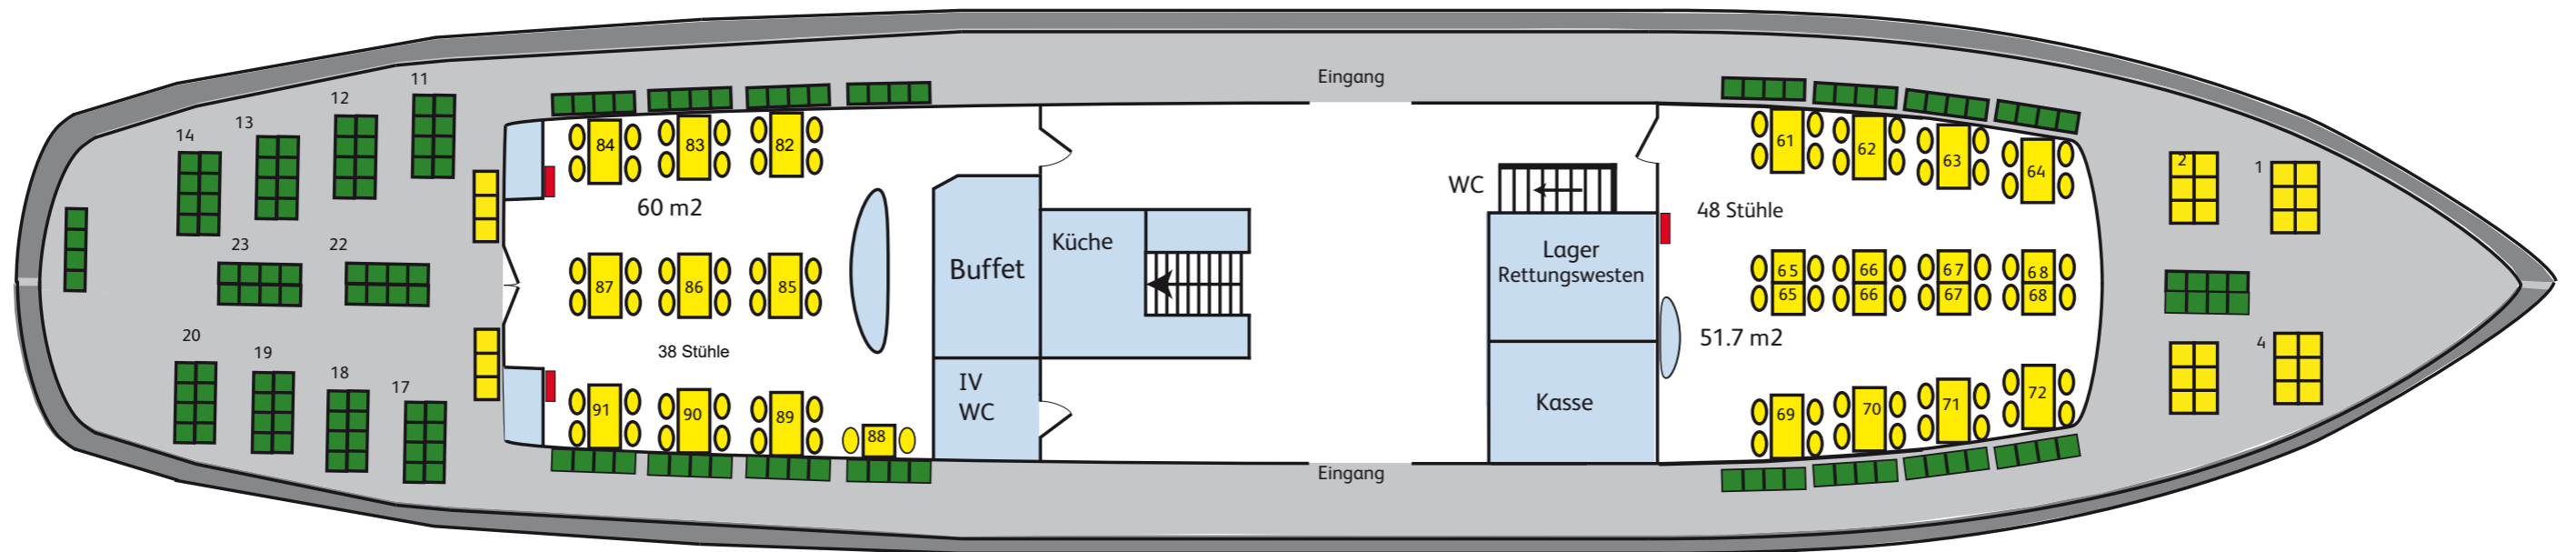 Eingang
11
12
13
14
84
83
82
61
62
63
64
2
1
WC
60 m2
48 Stühle
23
22
Küche
Buffet
Lager
Rettungswesten
87
86
85
65
66
67
68
65
66
67
68
20
19
18
17
38 Stühle
51.7 m2
4
IV
WC
Kasse
91
90
89
88
69
70
71
72
Eingang